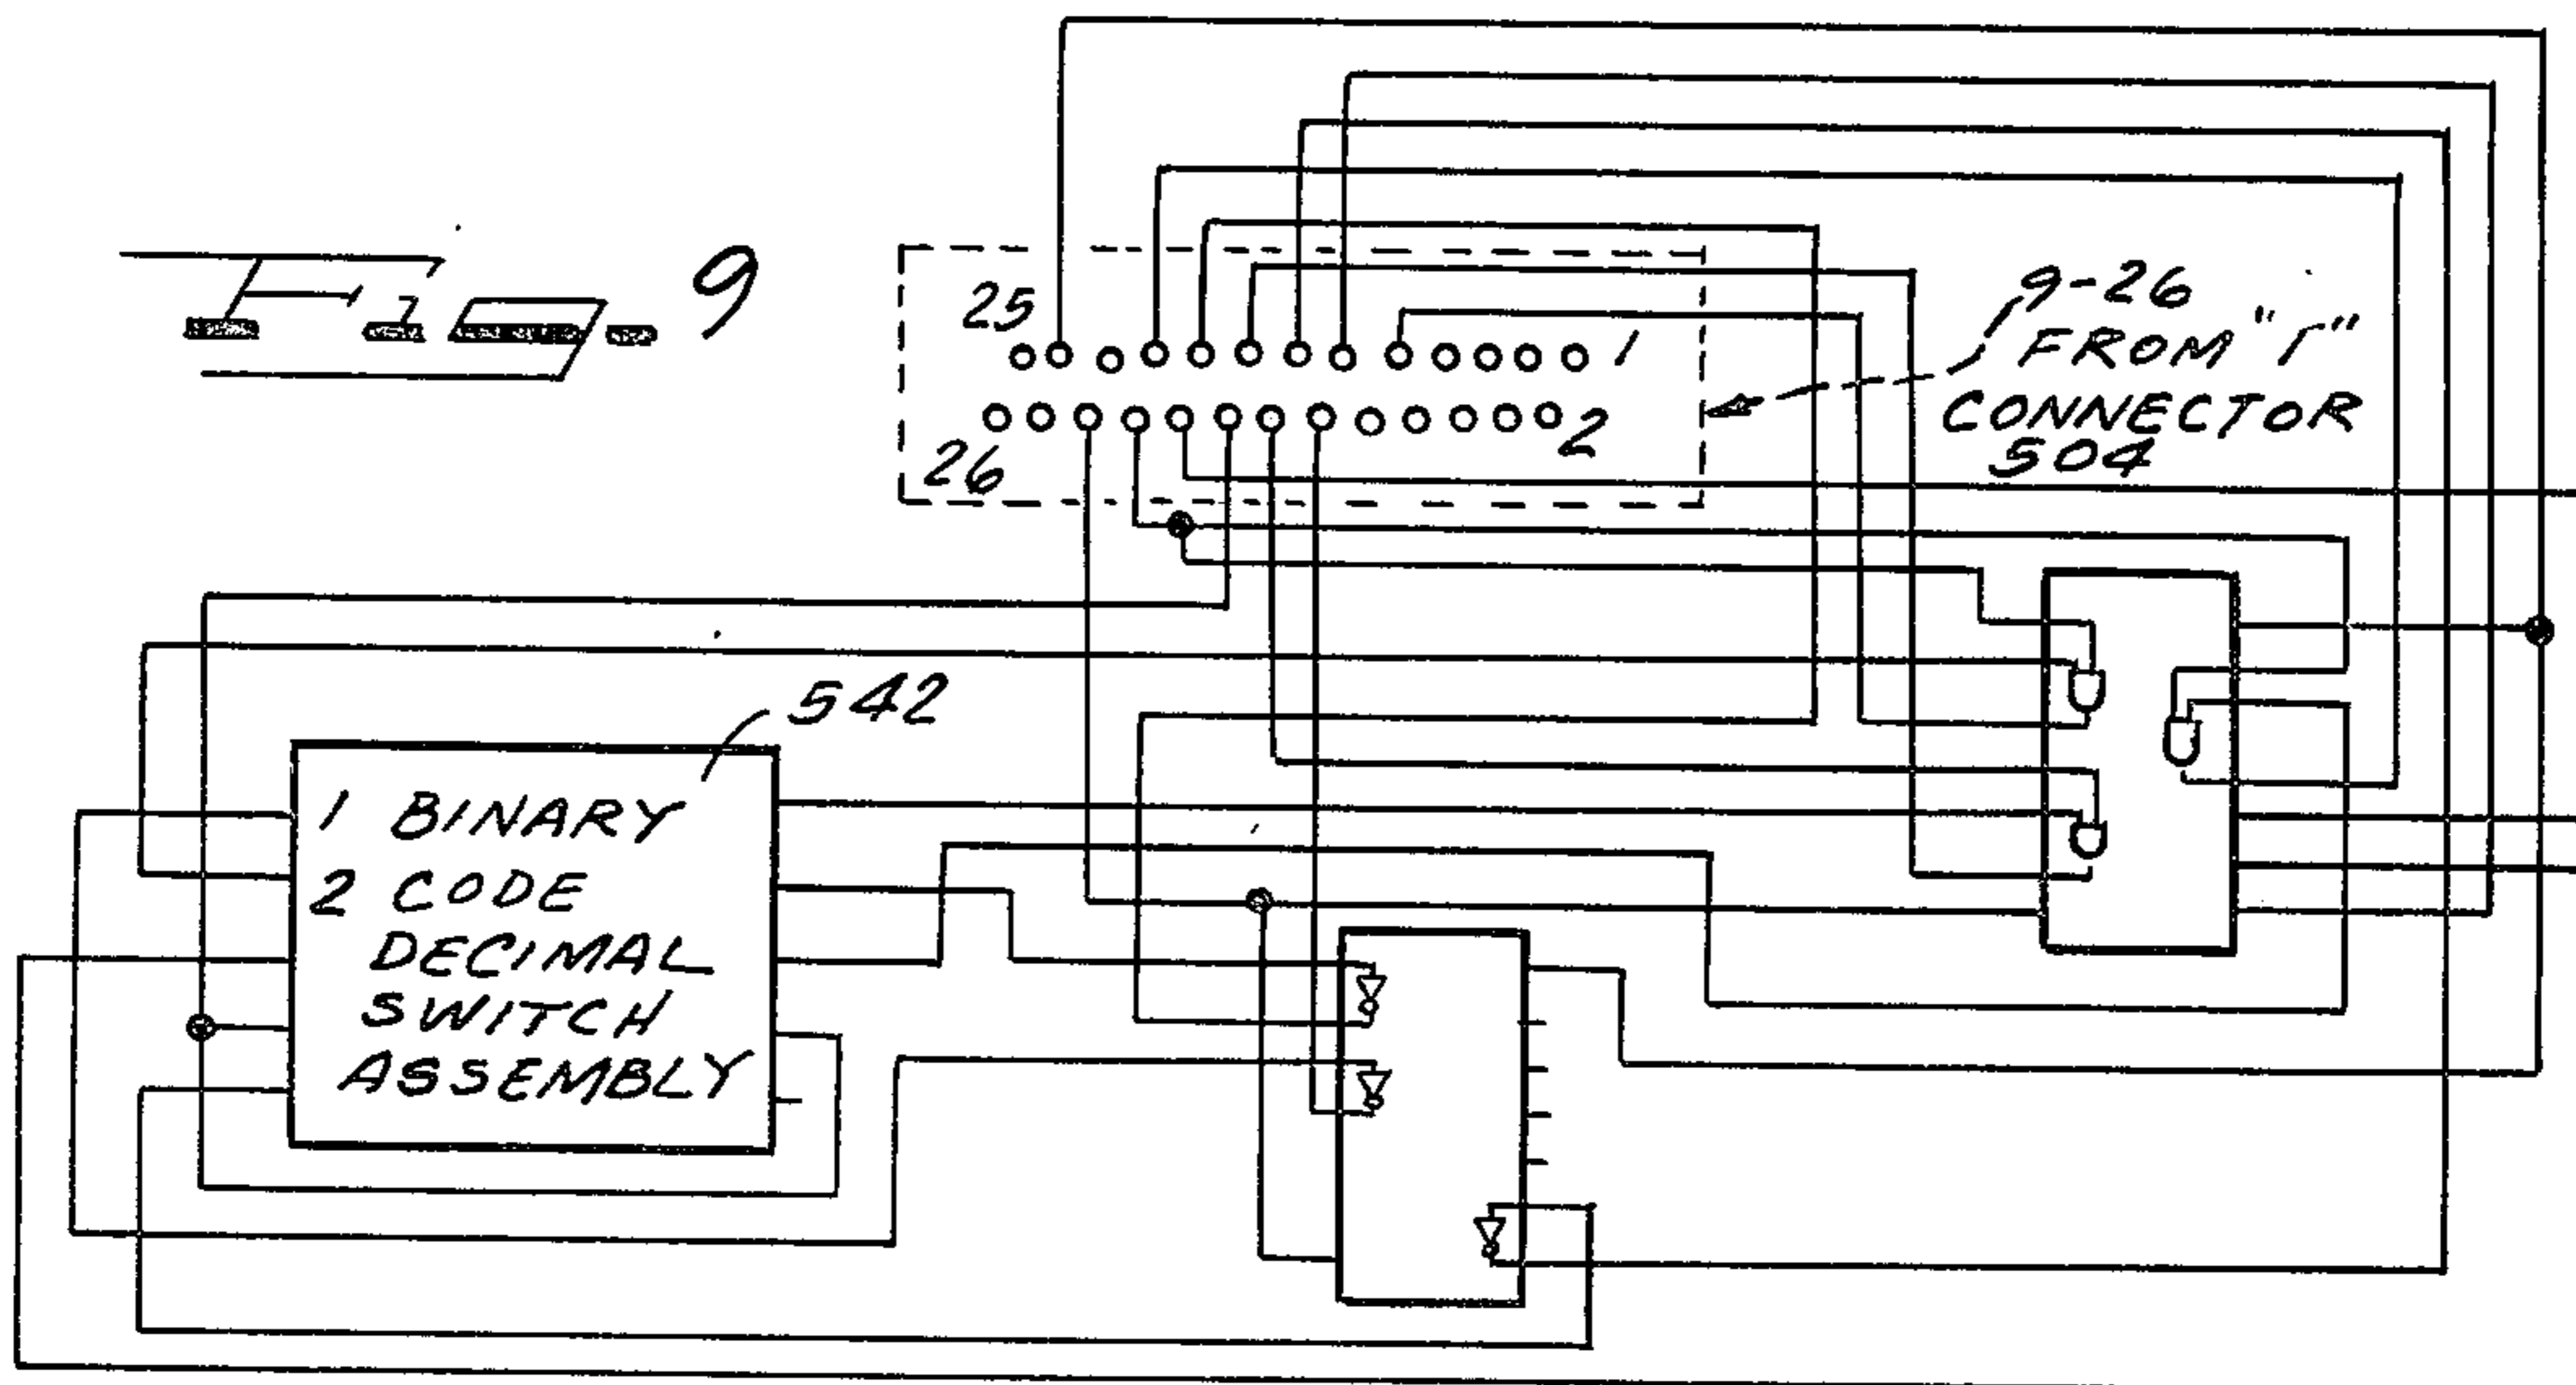 Fig. 9
25
1
26
2
9-26
FROM "1"
CONNECTOR
504
542
1 BINARY
2 CODE
DECIMAL
SWITCH
ASSEMBLY